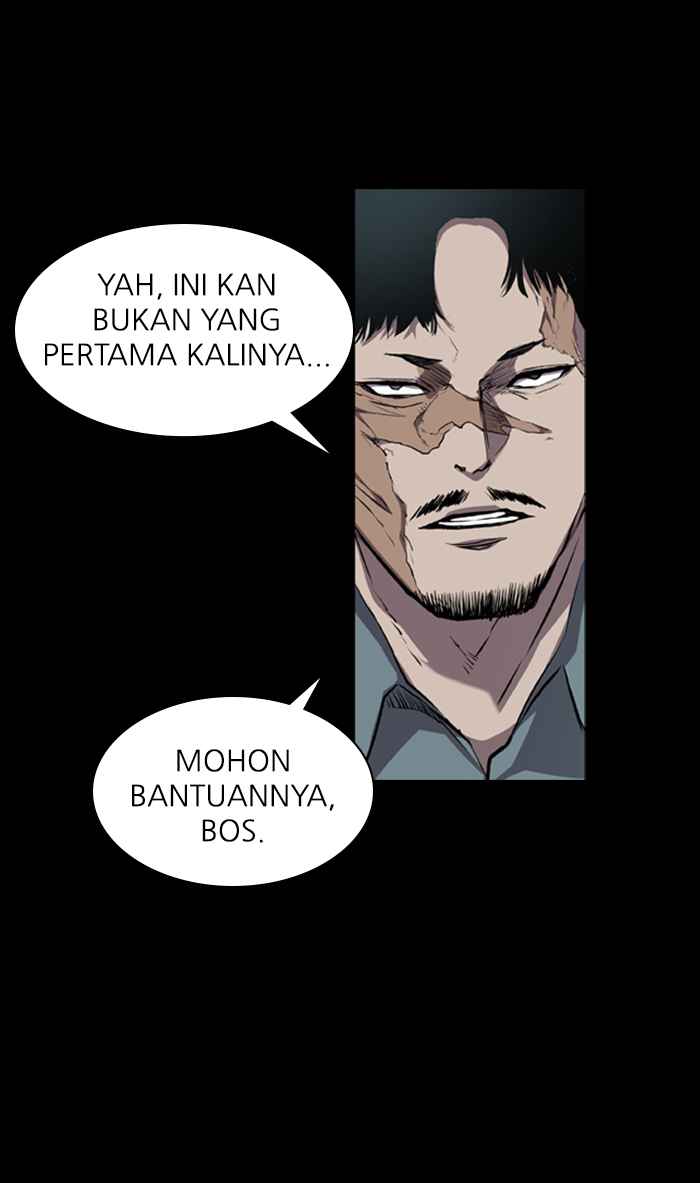 YAH, INI KAN
BUKAN YANG
PERTAMA KALINYA...
MOHON
BANTUANNYA,
BOS.